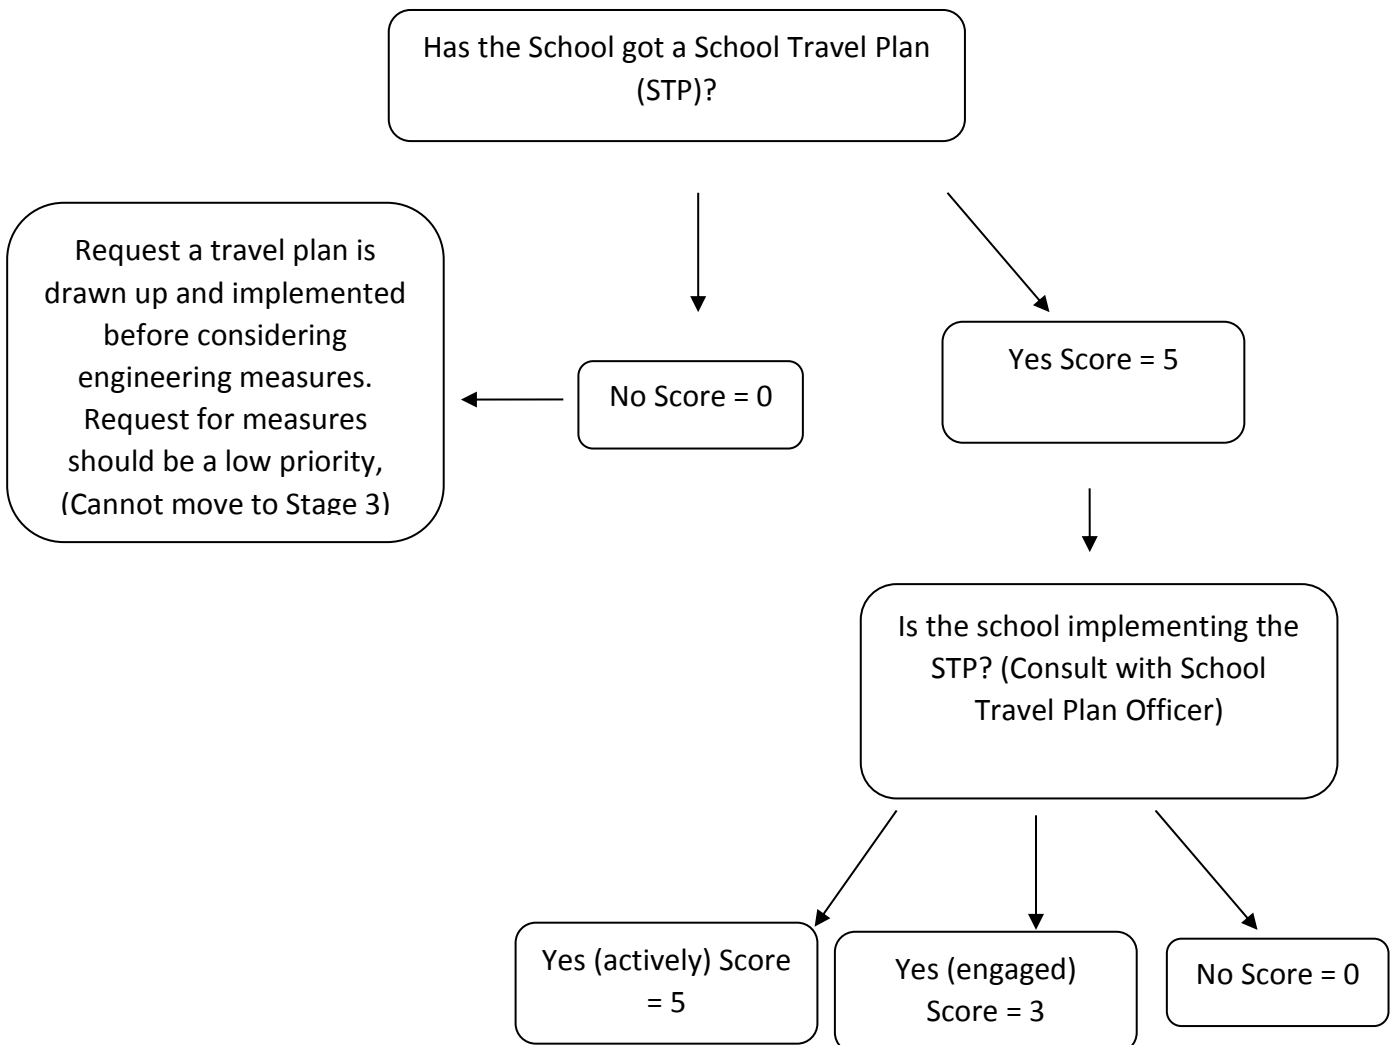 Has the School got a School Travel Plan
(STP)?
Request a travel plan is
drawn up and implemented
before considering
engineering measures.
Request for measures
should be a low priority,
(Cannot move to Stage 3)
No Score = 0
Yes Score = 5
Is the school implementing the
STP? (Consult with School
Travel Plan Officer)
Yes (actively) Score
= 5
Yes (engaged)
Score = 3
No Score = 0